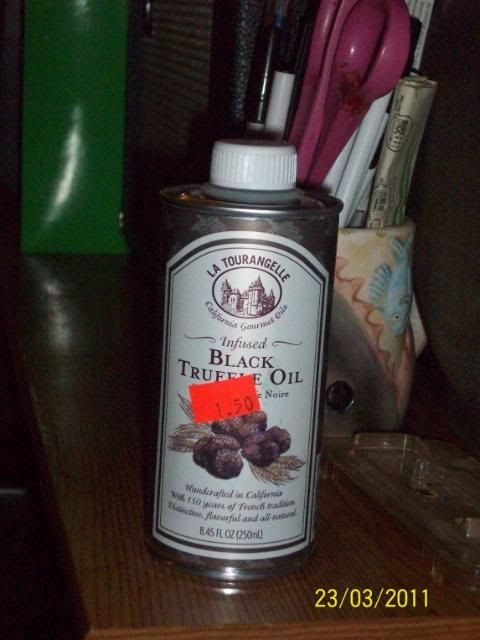 LA TOURANGELLE
California Gourmet Oils
Infused
BLACK
TRUFFLE OIL
1.50
Noire
Handcrafted in California
With 150 years of French tradition.
Distinctive, flavorful and all-natural.
8.45 FL OZ (250mL)
23/03/2011